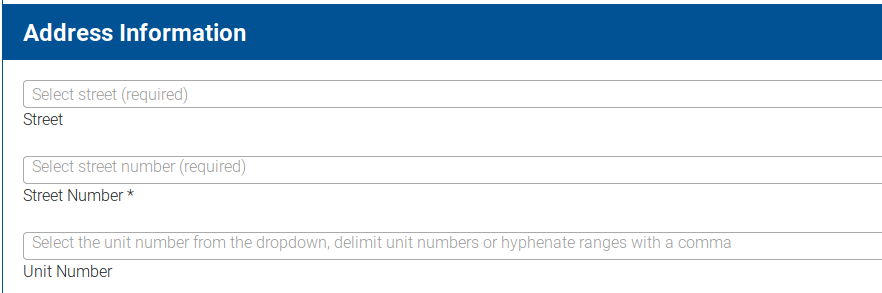 Address Information
Select street (required)
Street
Select street number (required)
Street Number *
Select the unit number from the dropdown, delimit unit numbers or hyphenate ranges with a comma
Unit Number